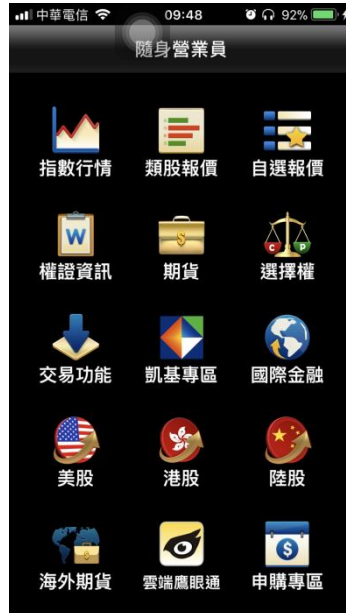 中華電信 09:48 92%
隨身營業員
指數行情 類股報價 自選報價
W $ C P
權證資訊 期貨 選擇權
交易功能 凱基專區 國際金融
美股 港股 陸股
$
海外期貨 雲端鷹眼通 申購專區